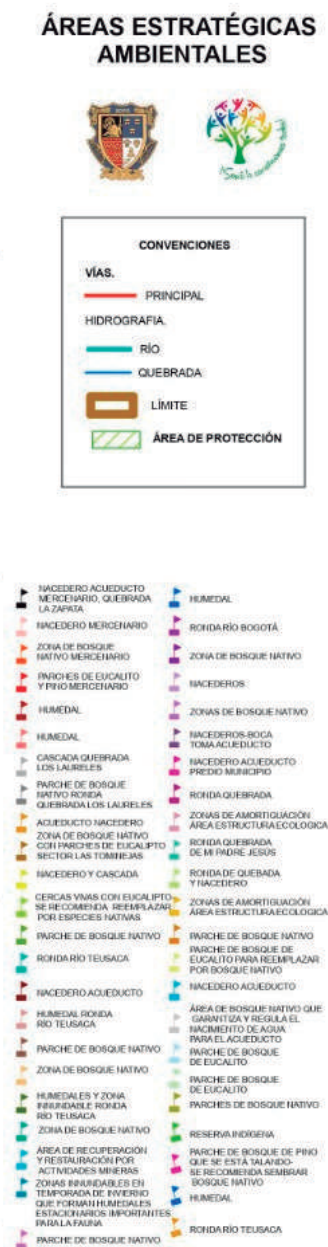 ÁREAS ESTRATÉGICAS
AMBIENTALES
CONVENCIONES
VÍAS.
PRINCIPAL
HIDROGRAFIA.
RÍO
QUEBRADA
LÍMITE
ÁREA DE PROTECCIÓN
NACEDERO ACUEDUCTO
MERCENARIO, QUEBRADA
LA ZAPATA
NACEDERO MERCENARIO
ZONA DE BOSQUE
NATIVO MERCENARIO
PARCHES DE EUCALITO
Y PINO MERCENARIO
HUMEDAL
HUMEDAL
CASCADA QUEBRADA
LOS LAURELES
PARCHE DE BOSQUE
NATIVO RONDA
QUEBRADA LOS LAURELES
ACUEDUCTO NACEDERO
ZONA DE BOSQUE NATIVO
CON PARCHES DE EUCALIPTO
SECTOR LAS TOMINEJAS
NACEDERO Y CASCADA
CERCAS VIVAS CON EUCALIPTO
SE RECOMIENDA REEMPLAZAR
POR ESPECIES NATIVAS
PARCHE DE BOSQUE NATIVO
RONDA RÍO TEUSACA
NACEDERO ACUEDUCTO
HUMEDAL RONDA
RÍO TEUSACA
PARCHE DE BOSQUE NATIVO
ZONA DE BOSQUE NATIVO
HUMEDALES Y ZONA
INNUNDABLE RONDA
RÍO TEUSACA
ZONA DE BOSQUE NATIVO
ÁREA DE RECUPERACIÓN
Y RESTAURACIÓN POR
ACTIVIDADES MINERAS
ZONAS INNUNDABLES EN
TEMPORADA DE INVIERNO
QUE FORMAN HUMEDALES
ESTACIONARIOS IMPORTANTES
PARA LA FAUNA
PARCHE DE BOSQUE NATIVO
HUMEDAL
RONDA RÍO BOGOTÁ
ZONA DE BOSQUE NATIVO
NACEDEROS
ZONAS DE BOSQUE NATIVO
NACEDEROS-BOCA
TOMA ACUEDUCTO
NACEDERO ACUEDUCTO
PREDIO MUNICIPIO
RONDA QUEBRADA
ZONAS DE AMORTIGUACIÓN
ÁREA ESTRUCTURA ECOLOGICA
RONDA QUEBRADA
DE MI PADRE JESÚS
RONDA DE QUEBADA
Y NACEDERO
ZONAS DE AMORTIGUACIÓN
ÁREA ESTRUCTURA ECOLOGICA
PARCHE DE BOSQUE NATIVO
PARCHE DE BOSQUE DE
EUCALITO PARA REEMPLAZAR
POR BOSQUE NATIVO
NACEDERO ACUEDUCTO
ÁREA DE BOSQUE NATIVO QUE
GARANTIZA Y REGULA EL
NACIMIENTO DE AGUA
PARA EL ACUEDUCTO
PARCHE DE BOSQUE
DE EUCALITO
PARCHE DE BOSQUE
DE EUCALITO
PARCHES DE BOSQUE NATIVO
RESERVA INDÍGENA
PARCHE DE BOSQUE DE PINO
QUE SE ESTÁ TALANDO-
SE RECOMIENDA SEMBRAR
BOSQUE NATIVO
HUMEDAL
RONDA RÍO TEUSACA